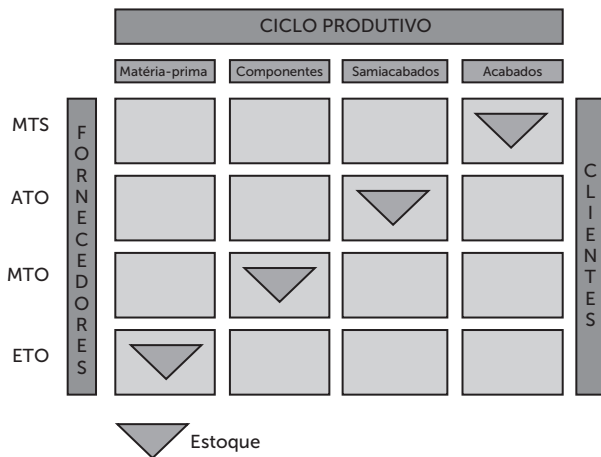 CICLO PRODUTIVO
Matéria-prima Componentes Samiacabados Acabados
MTS
ATO
MTO
ETO
FORNECEDORES
CLIENTES
Estoque